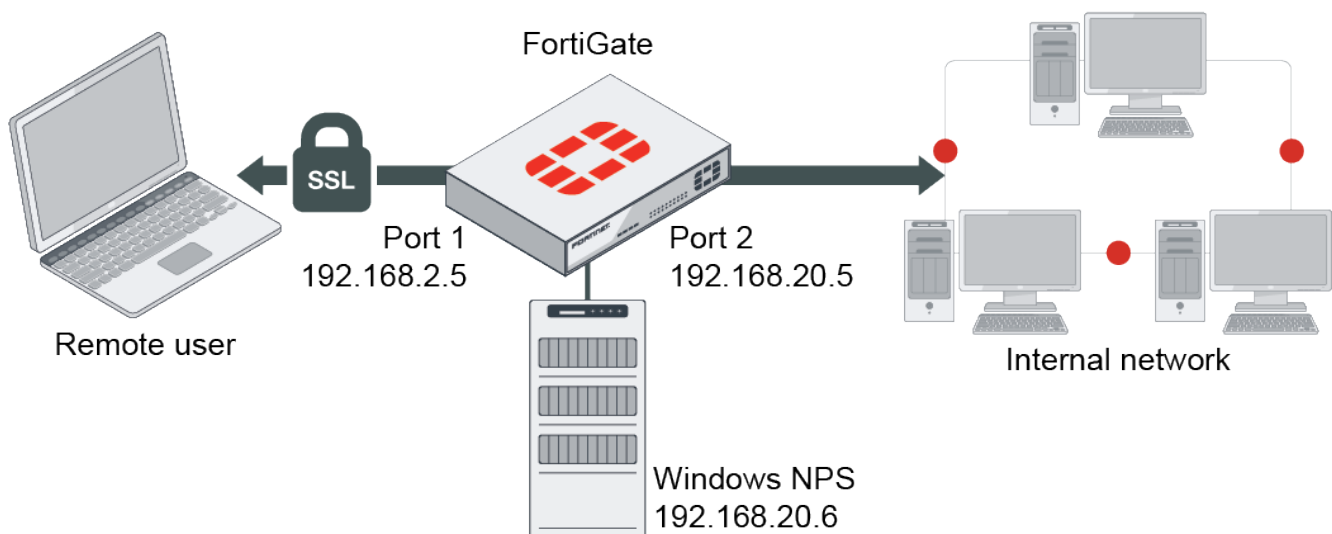 FortiGate
SSL
FORTINET
Port 1
192.168.2.5
Port 2
192.168.20.5
Remote user
Internal network
Windows NPS
192.168.20.6